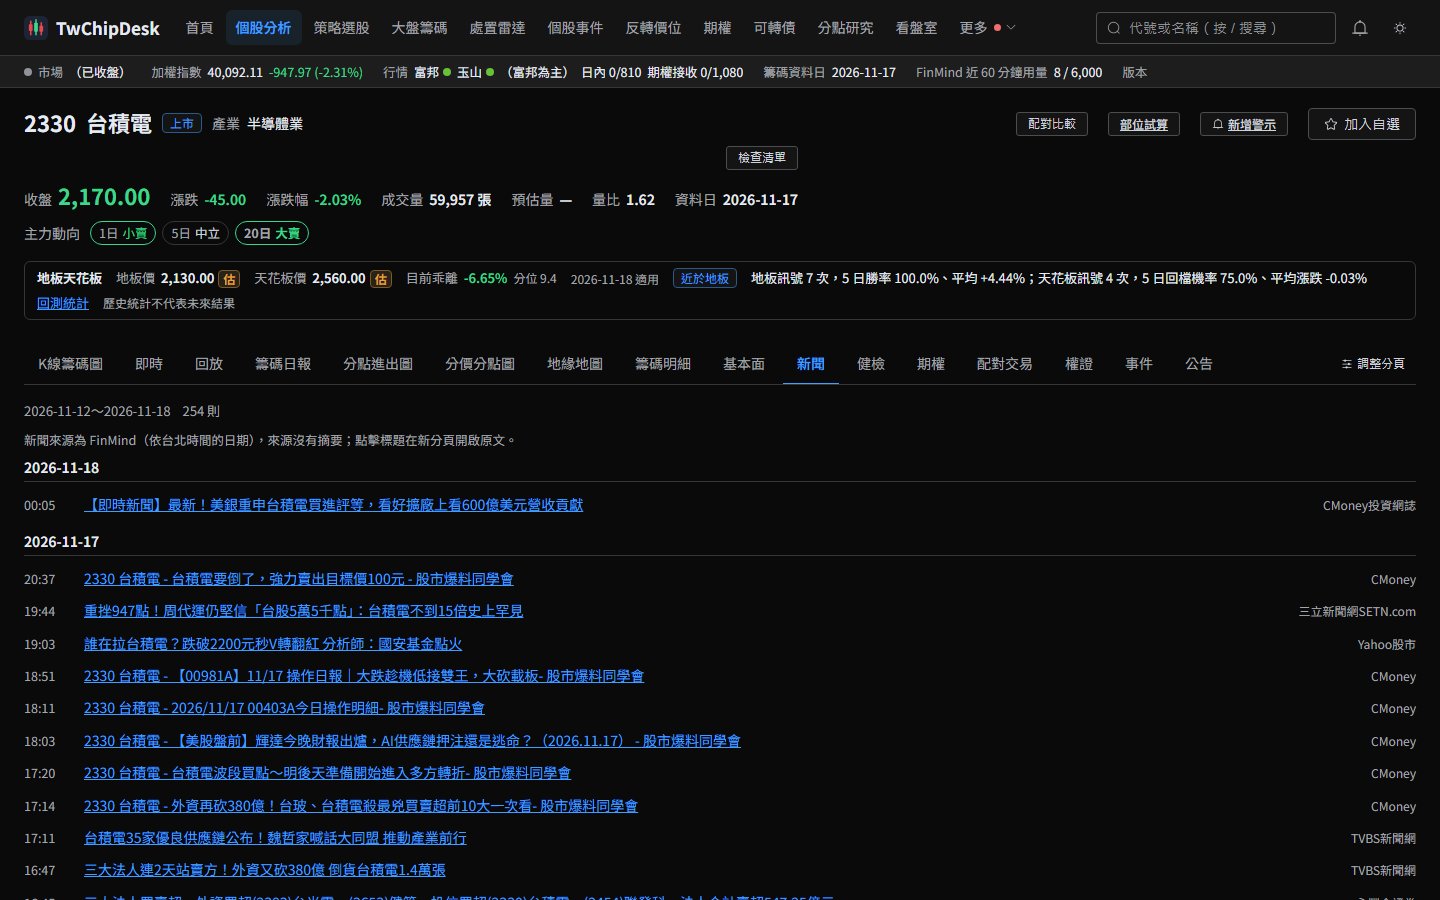 TwChipDesk 首頁 個股分析 策略選股 大盤籌碼 處置雷達 個股事件 反轉價位 期權 可轉債 分點研究 看盤室 更多 代號或名稱（按 / 搜尋）
市場 （已收盤） 加權指數 40,092.11 -947.97 (-2.31%) 行情 富邦 玉山 （富邦為主） 日內 0/810 期權接收 0/1,080 籌碼資料日 2026-11-17 FinMind 近 60 分鐘用量 8 / 6,000 版本
2330 台積電 上市 產業 半導體業 配對比較 部位試算 新增警示 加入自選
檢查清單
收盤 2,170.00 漲跌 -45.00 漲跌幅 -2.03% 成交量 59,957 張 預估量 — 量比 1.62 資料日 2026-11-17
主力動向 1日 小賣 5日 中立 20日 大賣
地板天花板 地板價 2,130.00 估 天花板價 2,560.00 估 目前乖離 -6.65% 分位 9.4 2026-11-18 適用 近於地板 地板訊號 7 次，5 日勝率 100.0%、平均 +4.44%；天花板訊號 4 次，5 日回檔機率 75.0%、平均漲跌 -0.03%
回測統計 歷史統計不代表未來結果
K線籌碼圖 即時 回放 籌碼日報 分點進出圖 分價分點圖 地緣地圖 籌碼明細 基本面 新聞 健檢 期權 配對交易 權證 事件 公告 調整分頁
2026-11-12～2026-11-18 254 則
新聞來源為 FinMind（依台北時間的日期），來源沒有摘要；點擊標題在新分頁開啟原文。
2026-11-18
00:05 【即時新聞】最新！美銀重申台積電買進評等，看好擴廠上看600億美元營收貢獻 CMoney投資網誌
2026-11-17
20:37 2330 台積電 - 台積電要倒了，強力賣出目標價100元 - 股市爆料同學會 CMoney
19:44 重挫947點！周代運仍堅信「台股5萬5千點」：台積電不到15倍史上罕見 三立新聞網SETN.com
19:03 誰在拉台積電？跌破2200元秒V轉翻紅 分析師：國安基金點火 Yahoo股市
18:51 2330 台積電 - 【00981A】11/17 操作日報｜大跌趁機低接雙王，大砍載板- 股市爆料同學會 CMoney
18:11 2330 台積電 - 2026/11/17 00403A今日操作明細- 股市爆料同學會 CMoney
18:03 2330 台積電 - 【美股盤前】輝達今晚財報出爐，AI供應鏈押注還是逃命？（2026.11.17） - 股市爆料同學會 CMoney
17:20 2330 台積電 - 台積電波段買點～明後天準備開始進入多方轉折- 股市爆料同學會 CMoney
17:14 2330 台積電 - 外資再砍380億！台玻、台積電殺最兇買賣超前10大一次看- 股市爆料同學會 CMoney
17:11 台積電35家優良供應鏈公布！魏哲家喊話大同盟 推動產業前行 TVBS新聞網
16:47 三大法人連2天站賣方！外資又砍380億 倒貨台積電1.4萬張 TVBS新聞網